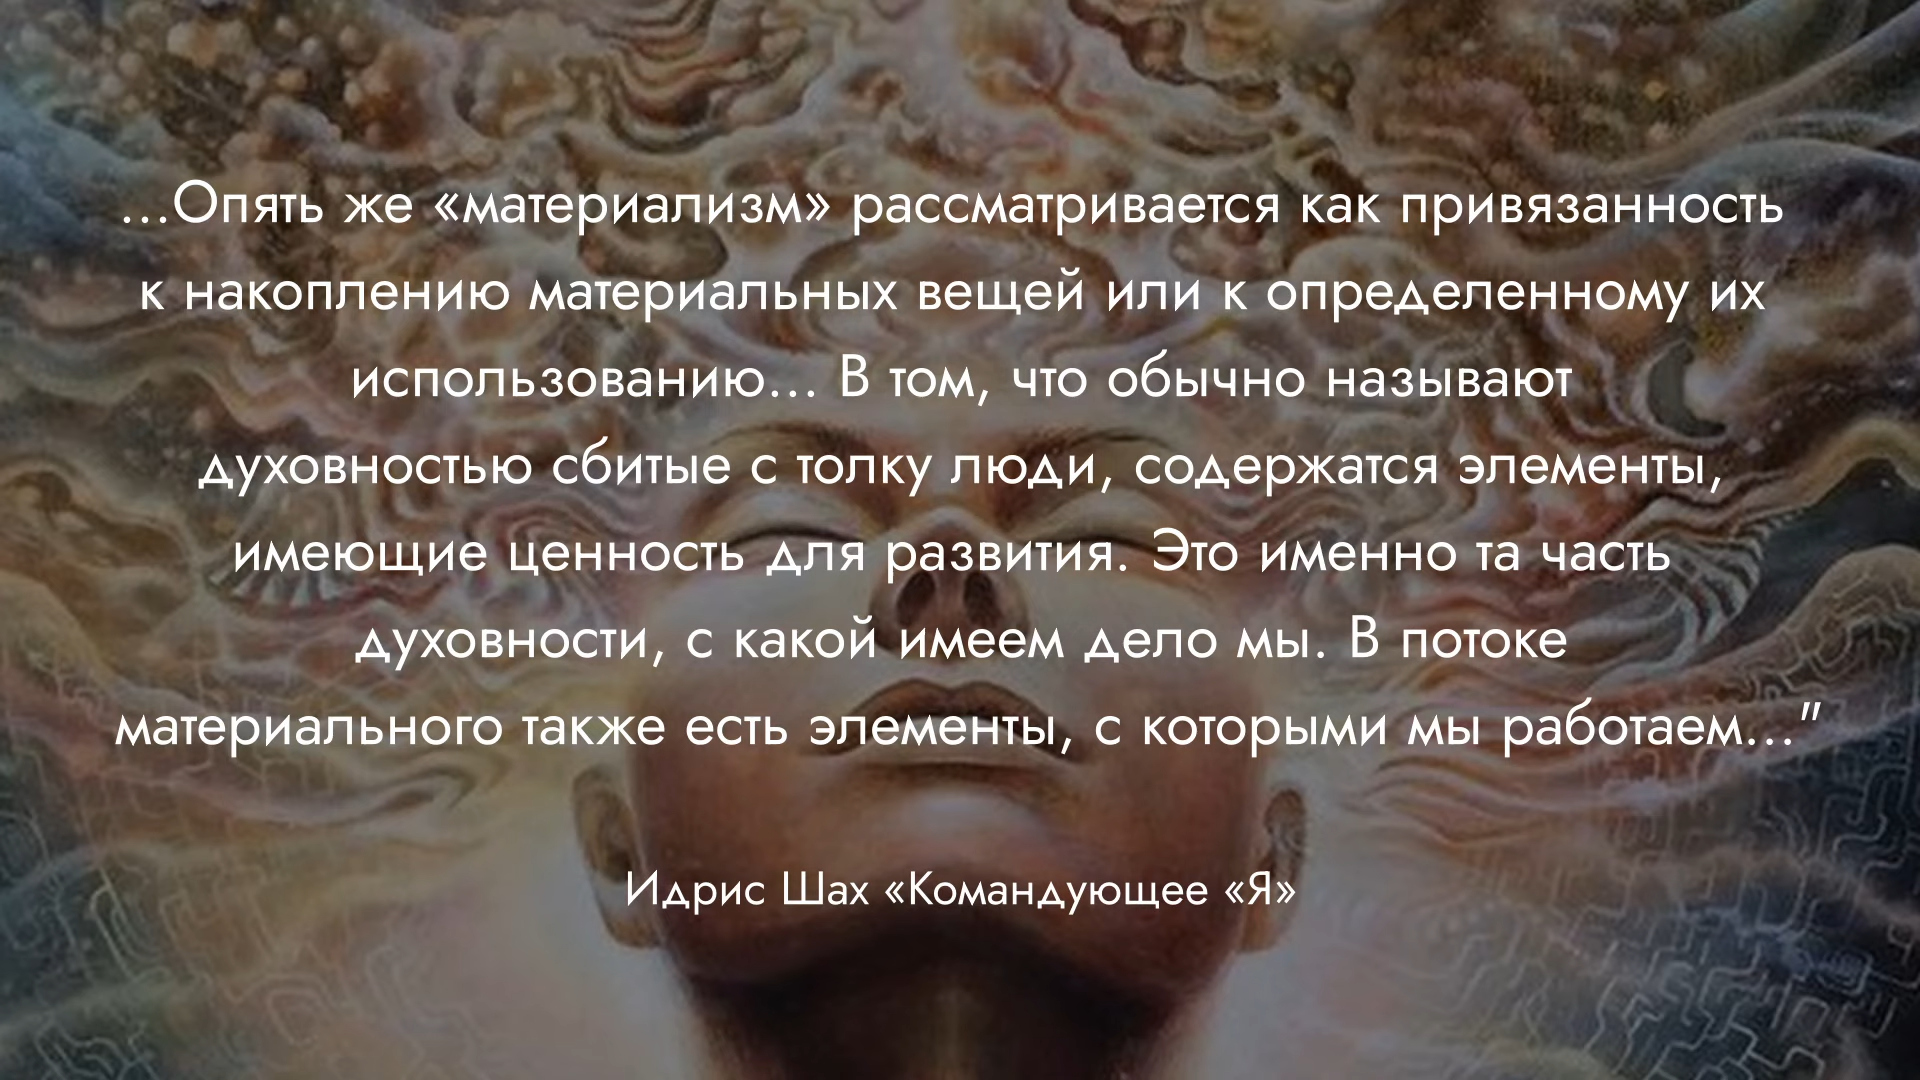 ...Опять же «материализм» рассматривается как привязанность
к накоплению материальных вещей или к определенному их
использованию... В том, что обычно называют
духовностью сбитые с толку люди, содержатся элементы,
имеющие ценность для развития. Это именно та часть
духовности, с какой имеем дело мы. В потоке
материального также есть элементы, с которыми мы работаем..."
Идрис Шах «Командующее «Я»